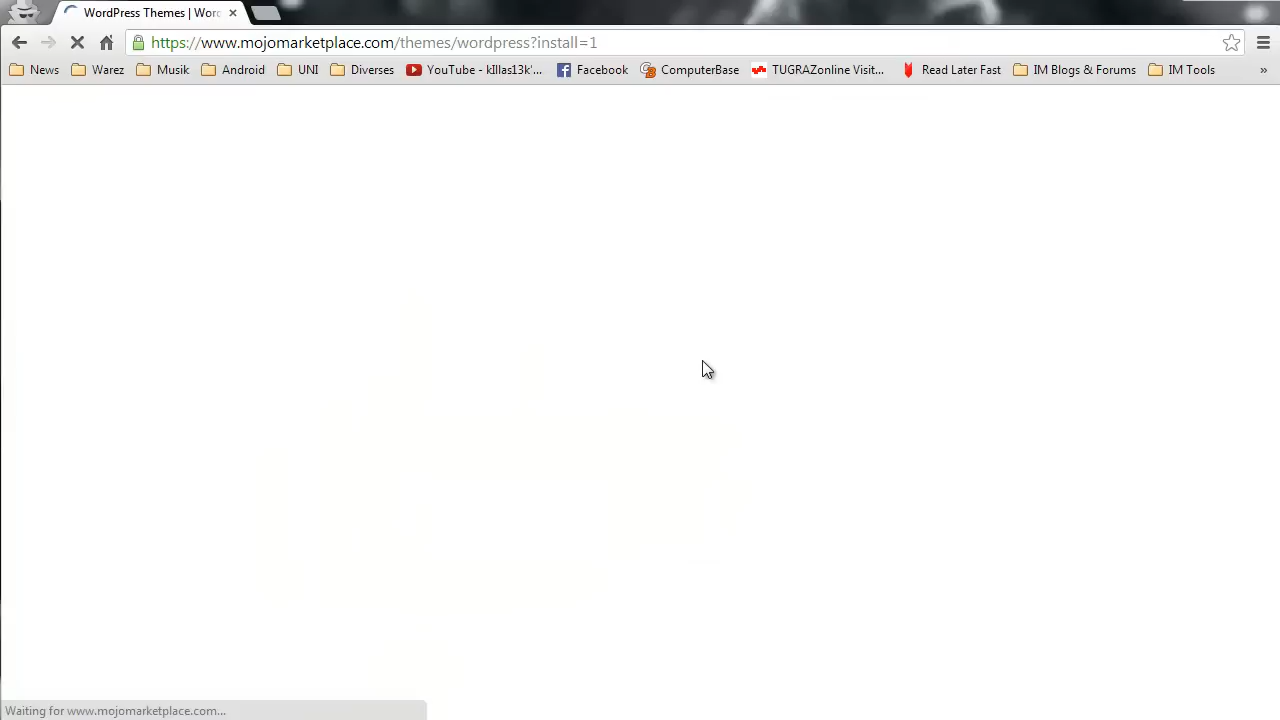 WordPress Themes | Wor
https://www.mojomarketplace.com/themes/wordpress?install=1
News Warez Musik Android UNI Diverses YouTube - kIllas13k'... Facebook ComputerBase TUGRAZonline Visit... Read Later Fast IM Blogs & Forums IM Tools »
Waiting for www.mojomarketplace.com...